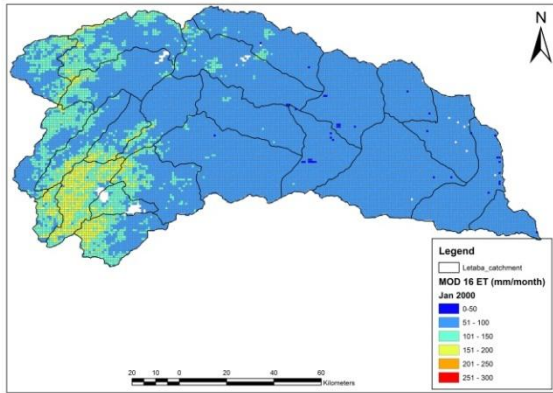 N
Legend
Letaba_catchment
MOD 16 ET (mm/month)
Jan 2000
0-50
51 - 100
101 - 150
151 - 200
201 - 250
251 - 300
20 10 0 20 40 60
Kilometers